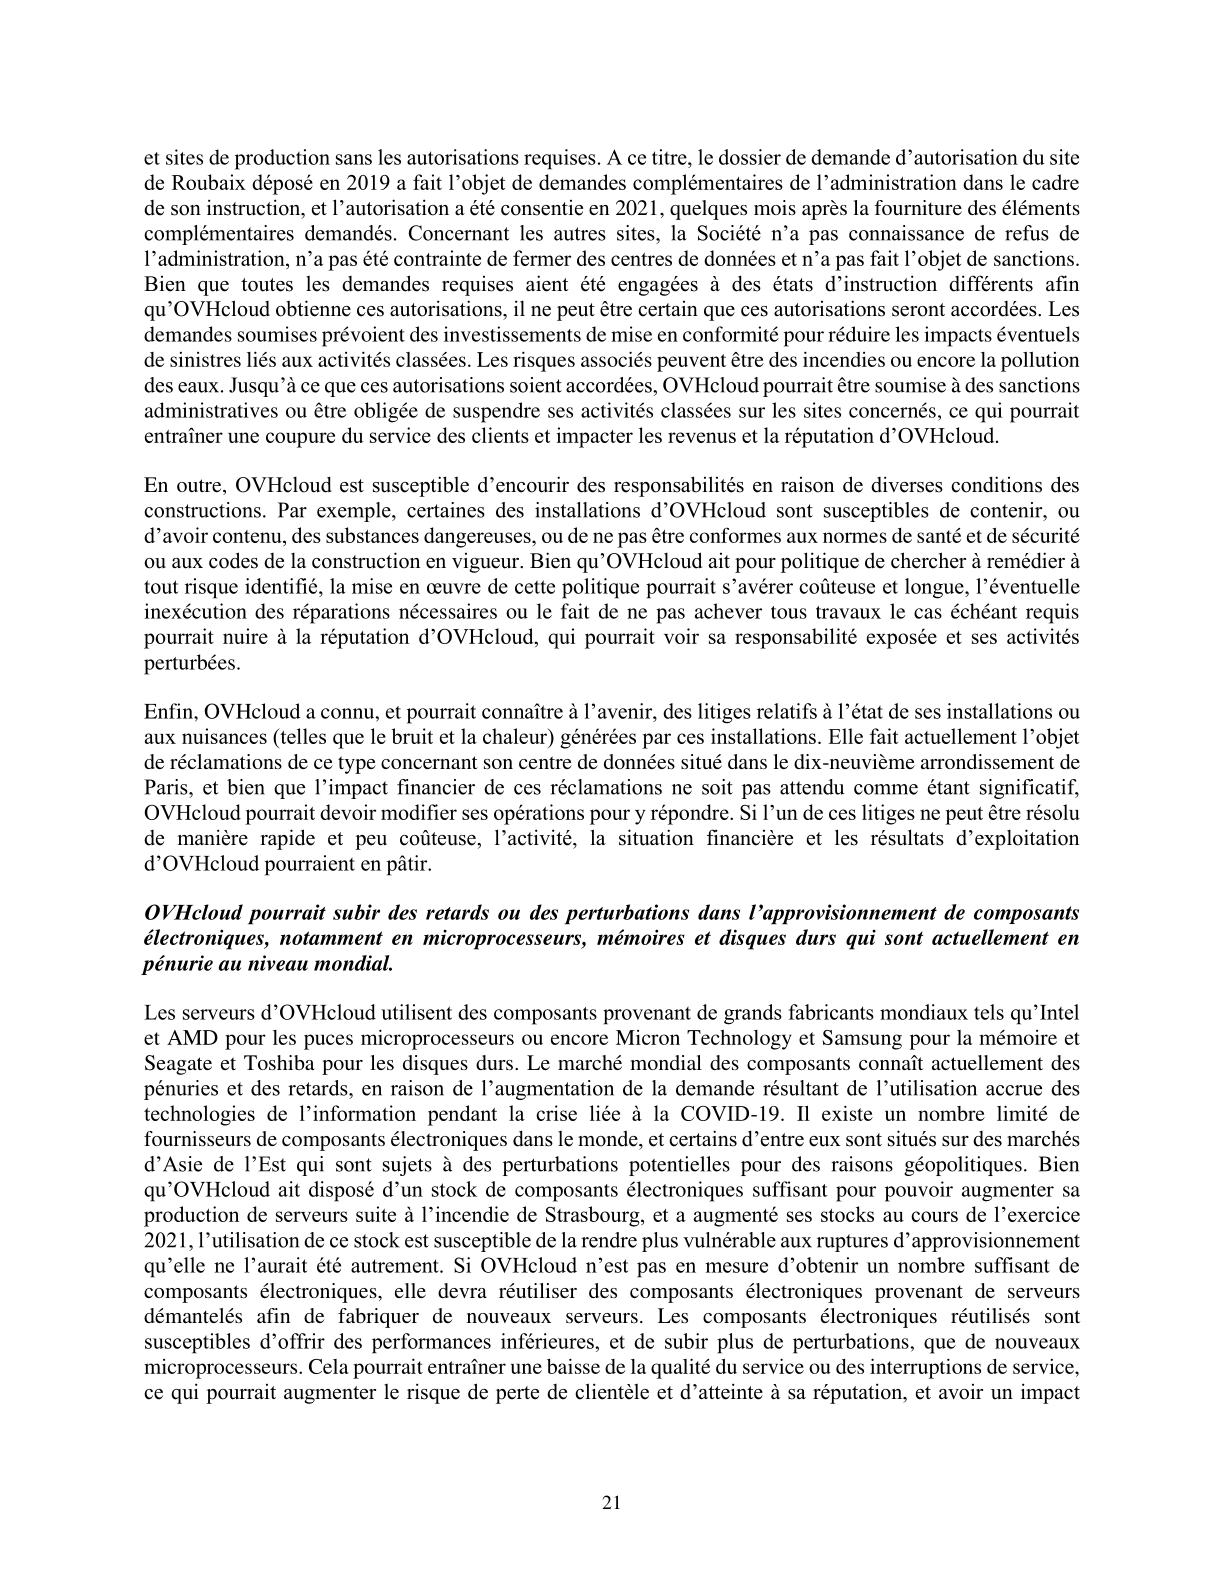 et sites de production sans les autorisations requises. A ce titre, le dossier de demande d’autorisation du site
de Roubaix déposé en 2019 a fait l’objet de demandes complémentaires de l’administration dans le cadre
de son instruction, et l’autorisation a été consentie en 2021, quelques mois après la fourniture des éléments
complémentaires demandés. Concernant les autres sites, la Société n’a pas connaissance de refus de
l’administration, n’a pas été contrainte de fermer des centres de données et n’a pas fait l’objet de sanctions.
Bien que toutes les demandes requises aient été engagées à des états d’instruction différents afin
qu’OVHcloud obtienne ces autorisations, il ne peut être certain que ces autorisations seront accordées. Les
demandes soumises prévoient des investissements de mise en conformité pour réduire les impacts éventuels
de sinistres liés aux activités classées. Les risques associés peuvent être des incendies ou encore la pollution
des eaux. Jusqu’à ce que ces autorisations soient accordées, OVHcloud pourrait être soumise à des sanctions
administratives ou être obligée de suspendre ses activités classées sur les sites concernés, ce qui pourrait
entraîner une coupure du service des clients et impacter les revenus et la réputation d’OVHcloud.
En outre, OVHcloud est susceptible d’encourir des responsabilités en raison de diverses conditions des
constructions. Par exemple, certaines des installations d’OVHcloud sont susceptibles de contenir, ou
d’avoir contenu, des substances dangereuses, ou de ne pas être conformes aux normes de santé et de sécurité
ou aux codes de la construction en vigueur. Bien qu’OVHcloud ait pour politique de chercher à remédier à
tout risque identifié, la mise en œuvre de cette politique pourrait s’avérer coûteuse et longue, l’éventuelle
inexécution des réparations nécessaires ou le fait de ne pas achever tous travaux le cas échéant requis
pourrait nuire à la réputation d’OVHcloud, qui pourrait voir sa responsabilité exposée et ses activités
perturbées.
Enfin, OVHcloud a connu, et pourrait connaître à l’avenir, des litiges relatifs à l’état de ses installations ou
aux nuisances (telles que le bruit et la chaleur) générées par ces installations. Elle fait actuellement l’objet
de réclamations de ce type concernant son centre de données situé dans le dix-neuvième arrondissement de
Paris, et bien que l’impact financier de ces réclamations ne soit pas attendu comme étant significatif,
OVHcloud pourrait devoir modifier ses opérations pour y répondre. Si l’un de ces litiges ne peut être résolu
de manière rapide et peu coûteuse, l’activité, la situation financière et les résultats d’exploitation
d’OVHcloud pourraient en pâtir.
OVHcloud pourrait subir des retards ou des perturbations dans l’approvisionnement de composants
électroniques, notamment en microprocesseurs, mémoires et disques durs qui sont actuellement en
pénurie au niveau mondial.
Les serveurs d’OVHcloud utilisent des composants provenant de grands fabricants mondiaux tels qu’Intel
et AMD pour les puces microprocesseurs ou encore Micron Technology et Samsung pour la mémoire et
Seagate et Toshiba pour les disques durs. Le marché mondial des composants connaît actuellement des
pénuries et des retards, en raison de l’augmentation de la demande résultant de l’utilisation accrue des
technologies de l’information pendant la crise liée à la COVID-19. Il existe un nombre limité de
fournisseurs de composants électroniques dans le monde, et certains d’entre eux sont situés sur des marchés
d’Asie de l’Est qui sont sujets à des perturbations potentielles pour des raisons géopolitiques. Bien
qu’OVHcloud ait disposé d’un stock de composants électroniques suffisant pour pouvoir augmenter sa
production de serveurs suite à l’incendie de Strasbourg, et a augmenté ses stocks au cours de l’exercice
2021, l’utilisation de ce stock est susceptible de la rendre plus vulnérable aux ruptures d’approvisionnement
qu’elle ne l’aurait été autrement. Si OVHcloud n’est pas en mesure d’obtenir un nombre suffisant de
composants électroniques, elle devra réutiliser des composants électroniques provenant de serveurs
démantelés afin de fabriquer de nouveaux serveurs. Les composants électroniques réutilisés sont
susceptibles d’offrir des performances inférieures, et de subir plus de perturbations, que de nouveaux
microprocesseurs. Cela pourrait entraîner une baisse de la qualité du service ou des interruptions de service,
ce qui pourrait augmenter le risque de perte de clientèle et d’atteinte à sa réputation, et avoir un impact
21